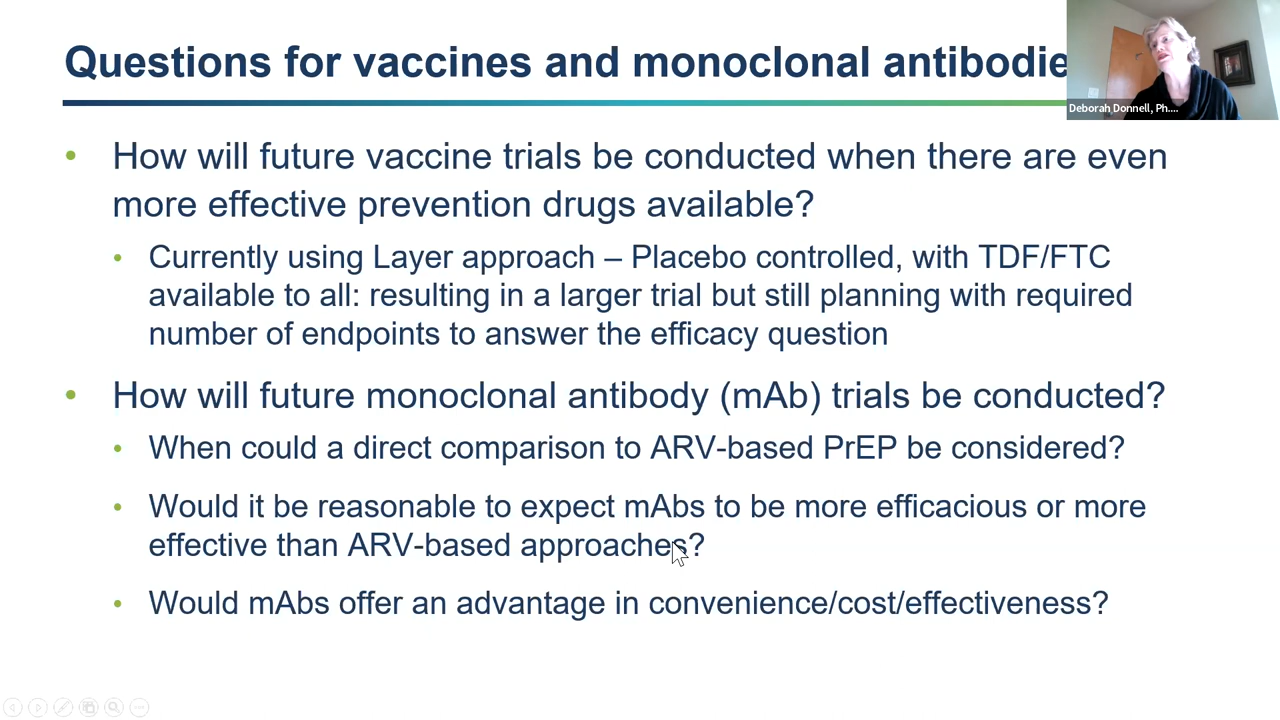 Questions for vaccines and monoclonal antibodie
Deborah Donnell, Ph....
• How will future vaccine trials be conducted when there are even
more effective prevention drugs available?
• Currently using Layer approach – Placebo controlled, with TDF/FTC
available to all: resulting in a larger trial but still planning with required
number of endpoints to answer the efficacy question
• How will future monoclonal antibody (mAb) trials be conducted?
• When could a direct comparison to ARV-based PrEP be considered?
• Would it be reasonable to expect mAbs to be more efficacious or more
effective than ARV-based approaches?
• Would mAbs offer an advantage in convenience/cost/effectiveness?